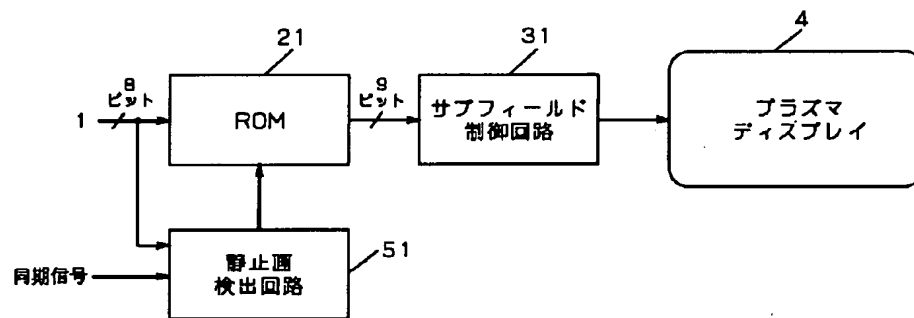 21
31
4
8
ビット
9
ビット
1
ROM
サブフィールド
制御回路
プラズマ
ディスプレイ
51
静止画
検出回路
同期信号